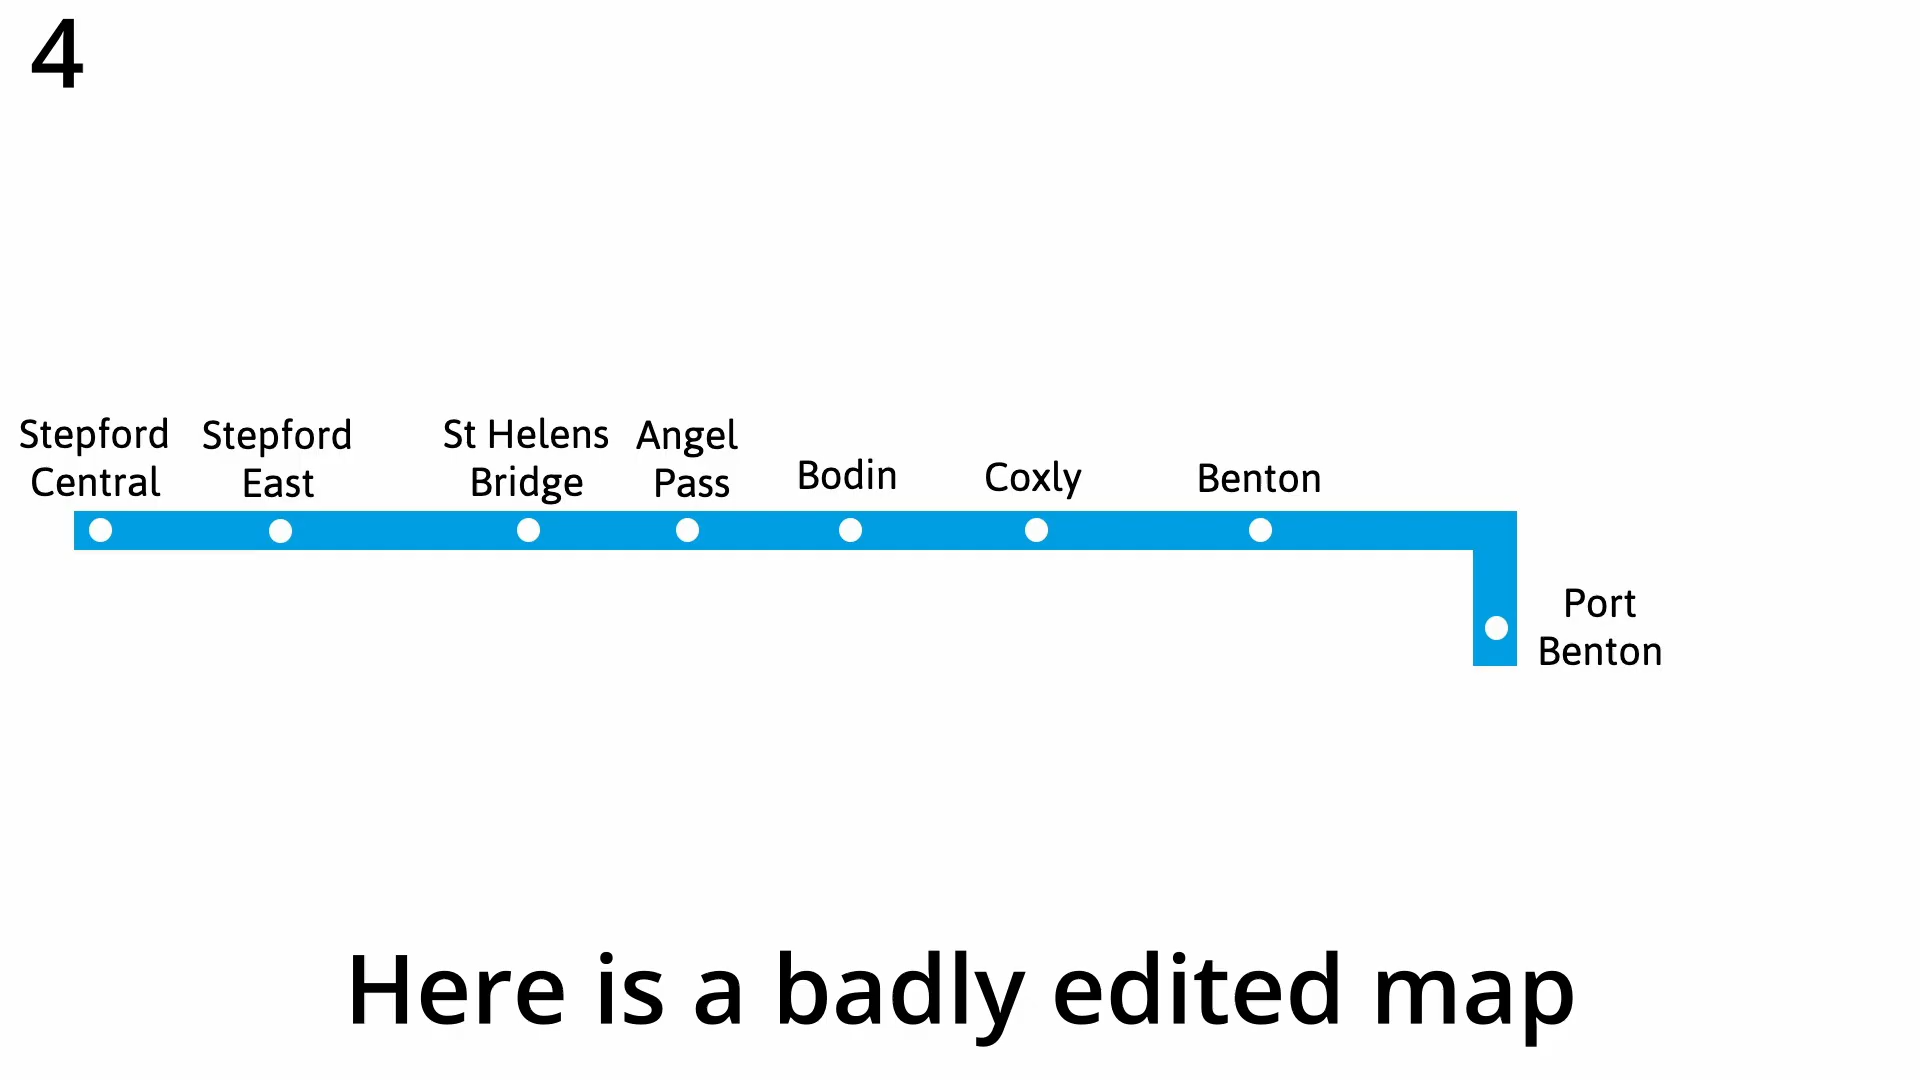 4
Stepford
Central
Stepford
East
St Helens
Bridge
Angel
Pass
Bodin
Coxly
Benton
Port
Benton
Here is a badly edited map